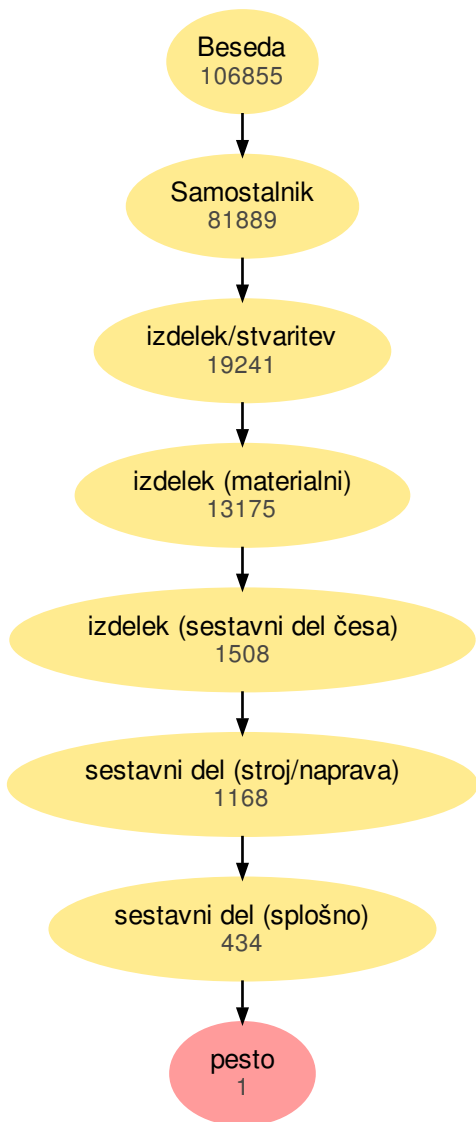 Beseda
106855
Samostalnik
81889
izdelek/stvaritev
19241
izdelek (materialni)
13175
izdelek (sestavni del česa)
1508
sestavni del (stroj/naprava)
1168
sestavni del (splošno)
434
pesto
1